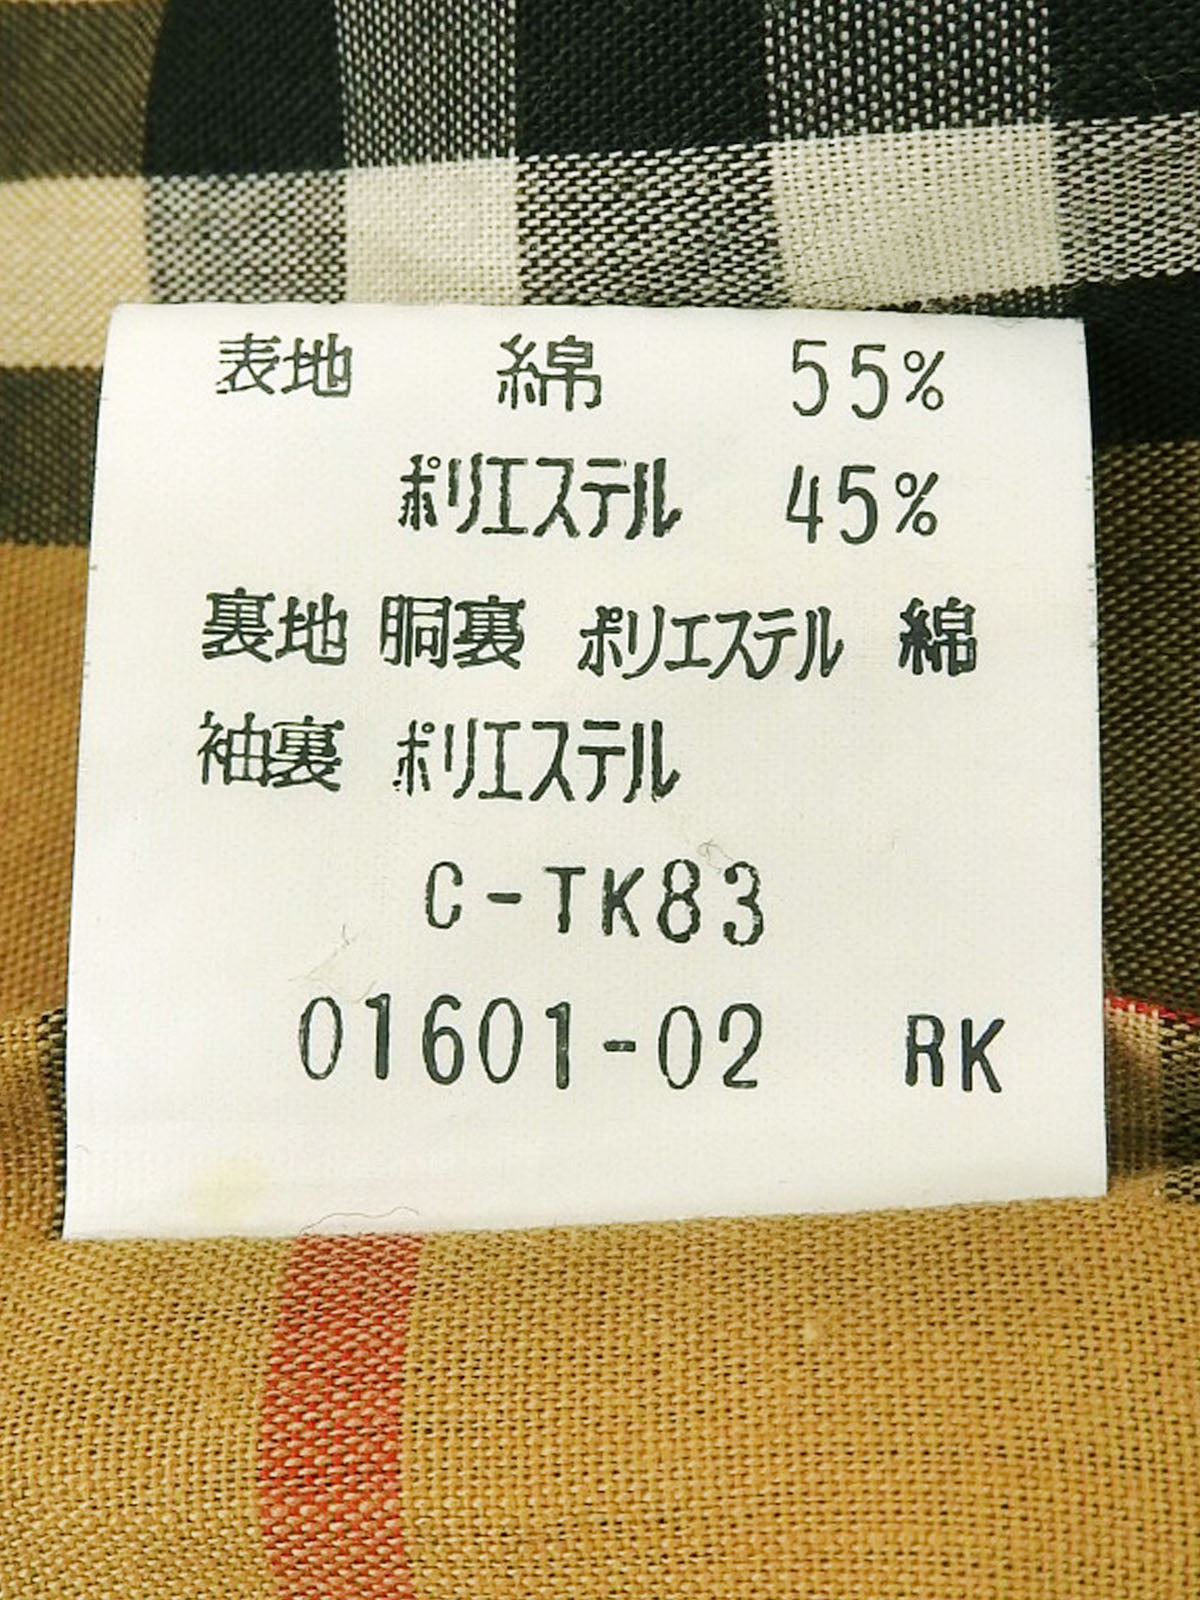 表地 綿 55%
ポリエステル 45%
裏地 胴裏 ポリエステル 綿
袖裏 ポリエステル
C-TK83
01601-02 RK